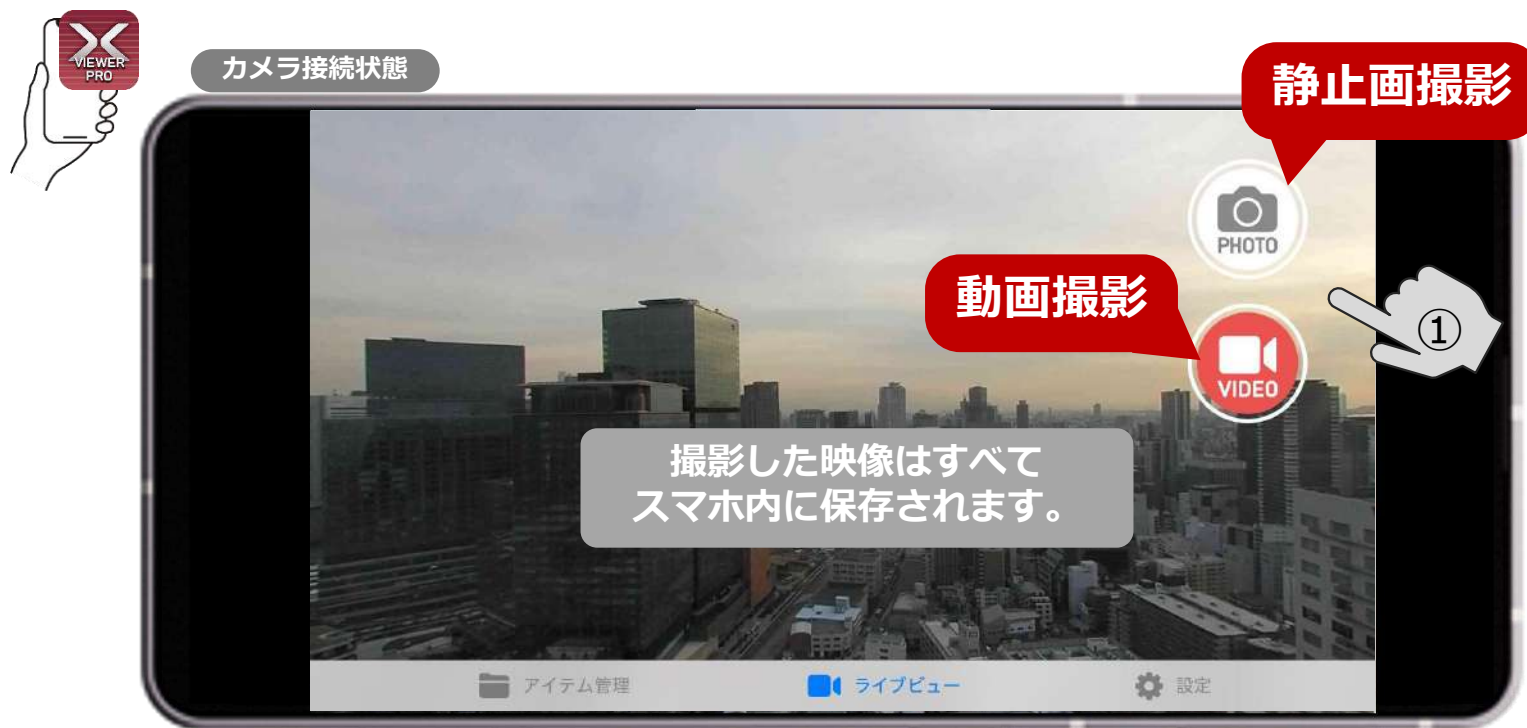 VIEWER
PRO
カメラ接続状態
静止画撮影
PHOTO
動画撮影
①
VIDEO
撮影した映像はすべて
スマホ内に保存されます。
アイテム管理
ライブビュー
設定